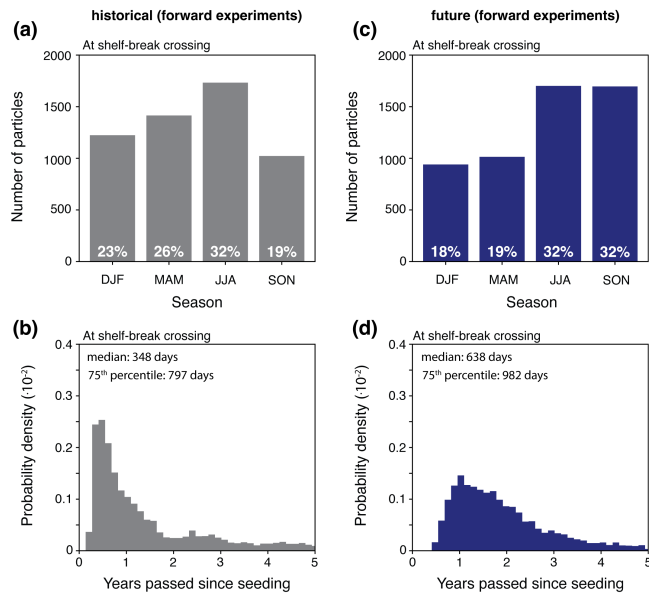 historical (forward experiments)
(a)
At shelf-break crossing
2000
1500
1000
500
0
Number of particles
23% 26% 32% 19%
DJF MAM JJA SON
Season
future (forward experiments)
(c)
At shelf-break crossing
2000
1500
1000
500
0
Number of particles
18% 19% 32% 32%
DJF MAM JJA SON
Season
(b)
At shelf-break crossing
median: 348 days
75th percentile: 797 days
0.4
0.3
0.2
0.1
0
Probability density (·10-2)
0 1 2 3 4 5
Years passed since seeding
(d)
At shelf-break crossing
median: 638 days
75th percentile: 982 days
0.4
0.3
0.2
0.1
0
Probability density (·10-2)
0 1 2 3 4 5
Years passed since seeding